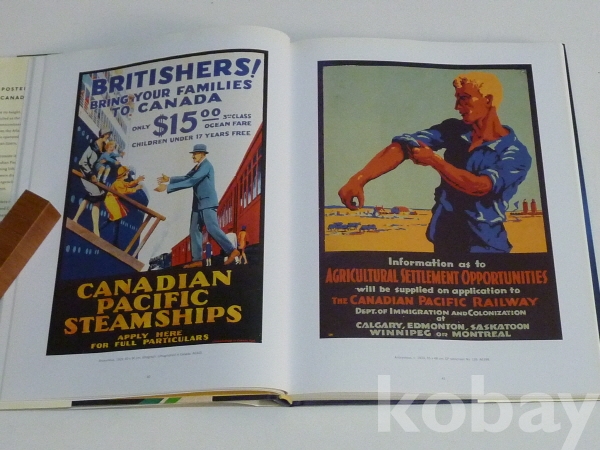 POSTE
CANAD
BRITISHERS!
BRING YOUR FAMILIES
TO CANADA
ONLY $15.00 3RD CLASS
OCEAN FARE
CHILDREN UNDER 17 YEARS FREE
CANADIAN
PACIFIC
STEAMSHIPS
APPLY HERE
FOR FULL PARTICULARS
Information as to
AGRICULTURAL SETTLEMENT OPPORTUNITIES
will be supplied on application to
THE CANADIAN PACIFIC RAILWAY
DEPT. OF IMMIGRATION AND COLONIZATION
at
CALGARY, EDMONTON, SASKATOON
WINNIPEG OR MONTREAL
kobay